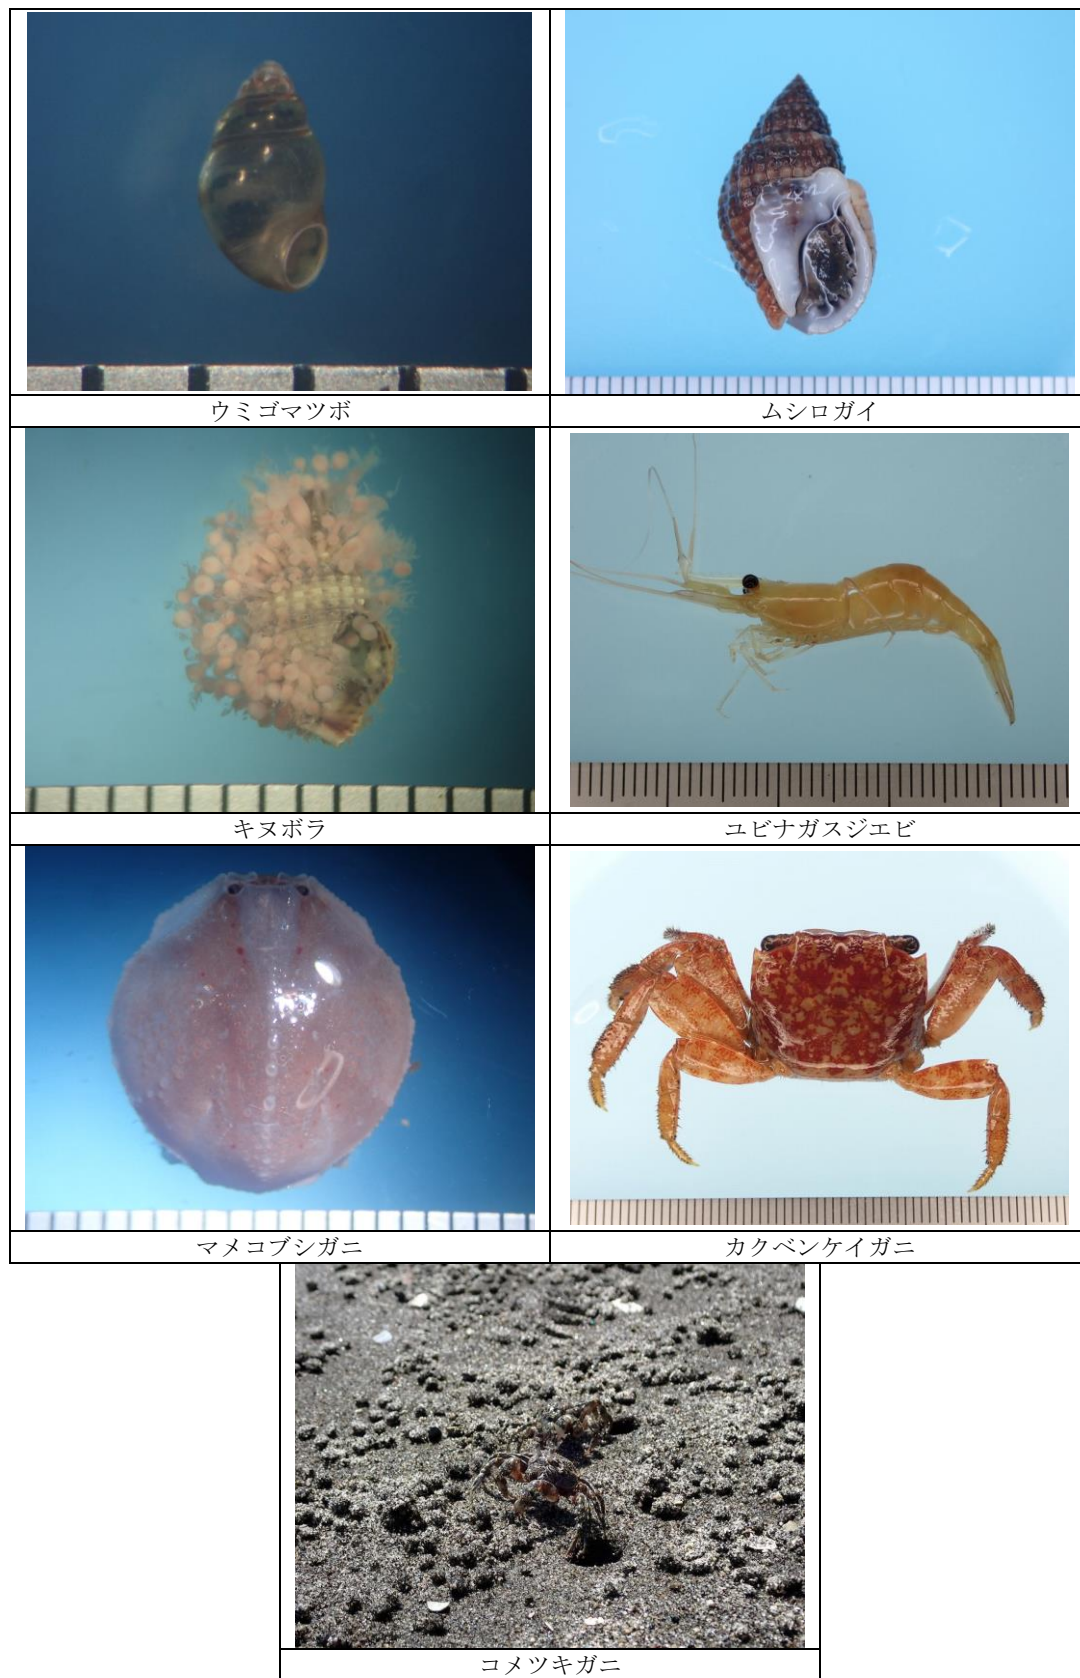 ウミゴマツボ
ムシロガイ
キヌボラ
ユビナガスジエビ
マメコブシガニ
カクベンケイガニ
コメツキガニ